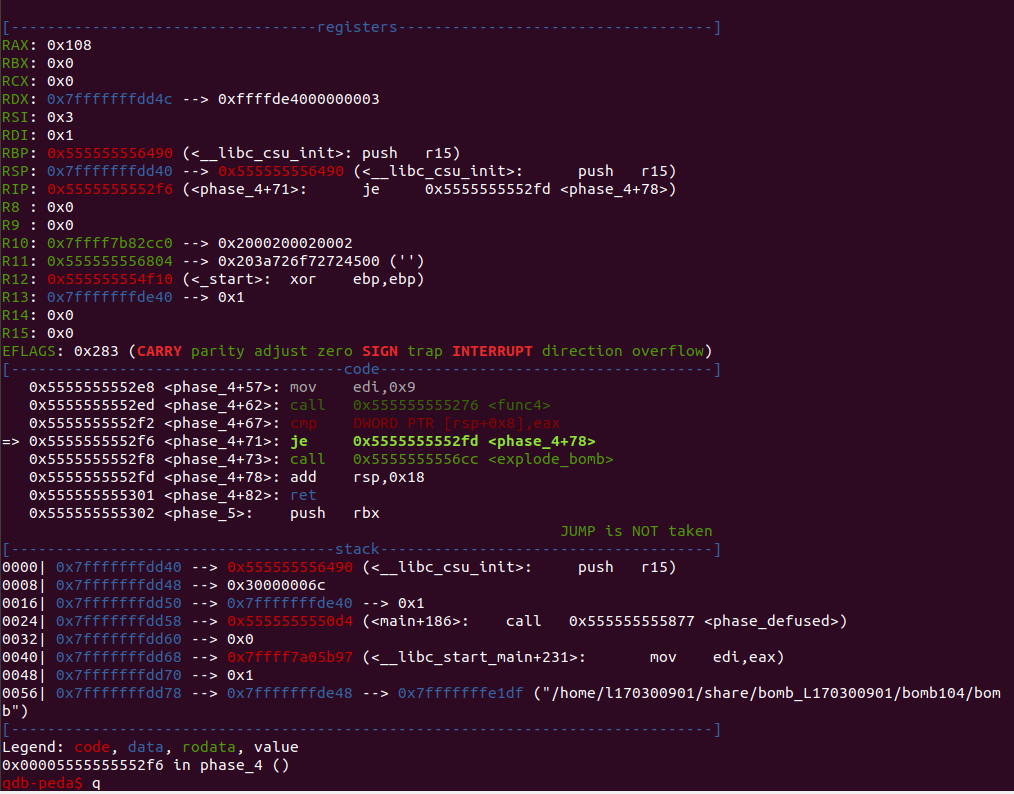 [----------------------------------registers-----------------------------------]
RAX: 0x108
RBX: 0x0
RCX: 0x0
RDX: 0x7fffffffdd4c --> 0xffffde4000000003
RSI: 0x3
RDI: 0x1
RBP: 0x555555556490 (<__libc_csu_init>: push   r15)
RSP: 0x7fffffffdd40 --> 0x555555556490 (<__libc_csu_init>:      push   r15)
RIP: 0x5555555552f6 (<phase_4+71>:      je     0x5555555552fd <phase_4+78>)
R8 : 0x0
R9 : 0x0
R10: 0x7ffff7b82cc0 --> 0x2000200020002
R11: 0x555555556804 --> 0x203a726f72724500 ('')
R12: 0x555555554f10 (<_start>:  xor    ebp,ebp)
R13: 0x7fffffffde40 --> 0x1
R14: 0x0
R15: 0x0
EFLAGS: 0x283 (CARRY parity adjust zero SIGN trap INTERRUPT direction overflow)
[-------------------------------------code-------------------------------------]
   0x5555555552e8 <phase_4+57>: mov    edi,0x9
   0x5555555552ed <phase_4+62>: call   0x555555555276 <func4>
   0x5555555552f2 <phase_4+67>: cmp    DWORD PTR [rsp+0x8],eax
=> 0x5555555552f6 <phase_4+71>: je     0x5555555552fd <phase_4+78>
   0x5555555552f8 <phase_4+73>: call   0x5555555556cc <explode_bomb>
   0x5555555552fd <phase_4+78>: add    rsp,0x18
   0x555555555301 <phase_4+82>: ret
   0x555555555302 <phase_5>:    push   rbx
                                                              JUMP is NOT taken
[------------------------------------stack-------------------------------------]
0000| 0x7fffffffdd40 --> 0x555555556490 (<__libc_csu_init>:     push   r15)
0008| 0x7fffffffdd48 --> 0x30000006c
0016| 0x7fffffffdd50 --> 0x7fffffffde40 --> 0x1
0024| 0x7fffffffdd58 --> 0x5555555550d4 (<main+186>:    call   0x555555555877 <phase_defused>)
0032| 0x7fffffffdd60 --> 0x0
0040| 0x7fffffffdd68 --> 0x7ffff7a05b97 (<__libc_start_main+231>:       mov    edi,eax)
0048| 0x7fffffffdd70 --> 0x1
0056| 0x7fffffffdd78 --> 0x7fffffffde48 --> 0x7fffffffe1df ("/home/l170300901/share/bomb_L170300901/bomb104/bom
b")
[------------------------------------------------------------------------------]
Legend: code, data, rodata, value
0x00005555555552f6 in phase_4 ()
gdb-peda$ q